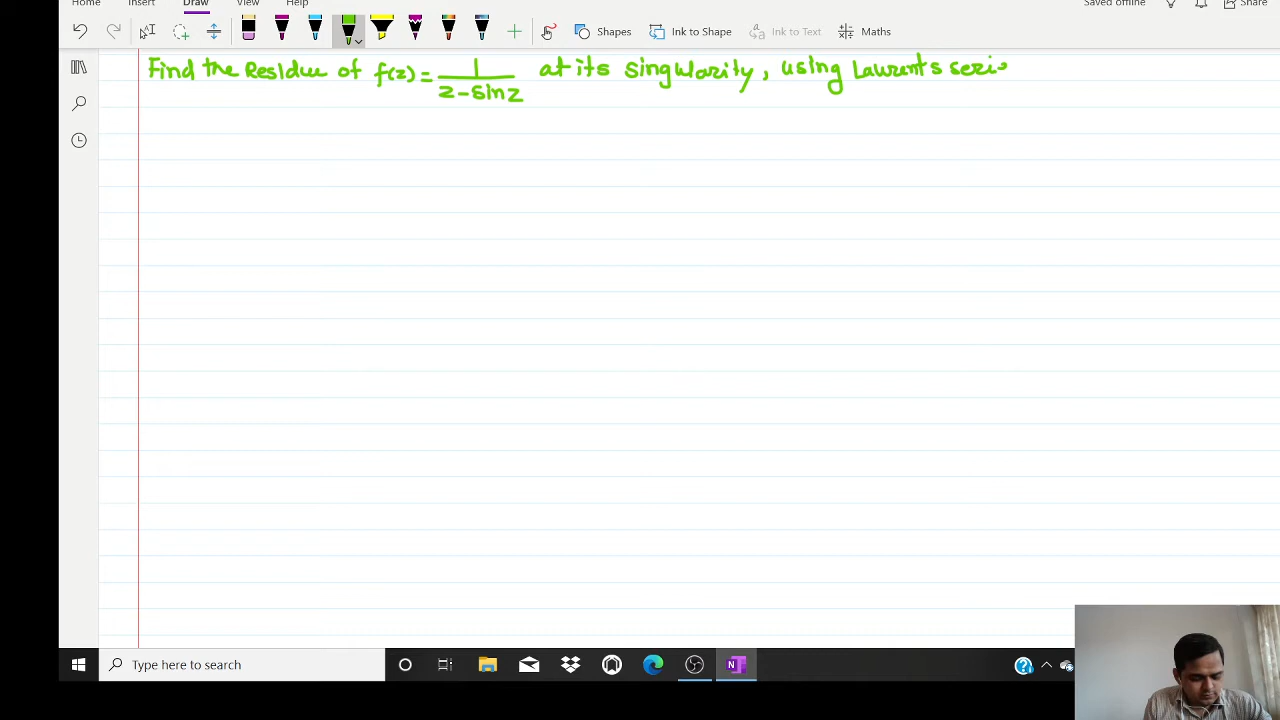 Home Insert Draw View Help Saved offline Share
Shapes Ink to Shape Ink to Text Maths
Find the Residue of f(z) = 1/(z-sinz) at its singularity, using Laurent's seri
Type here to search